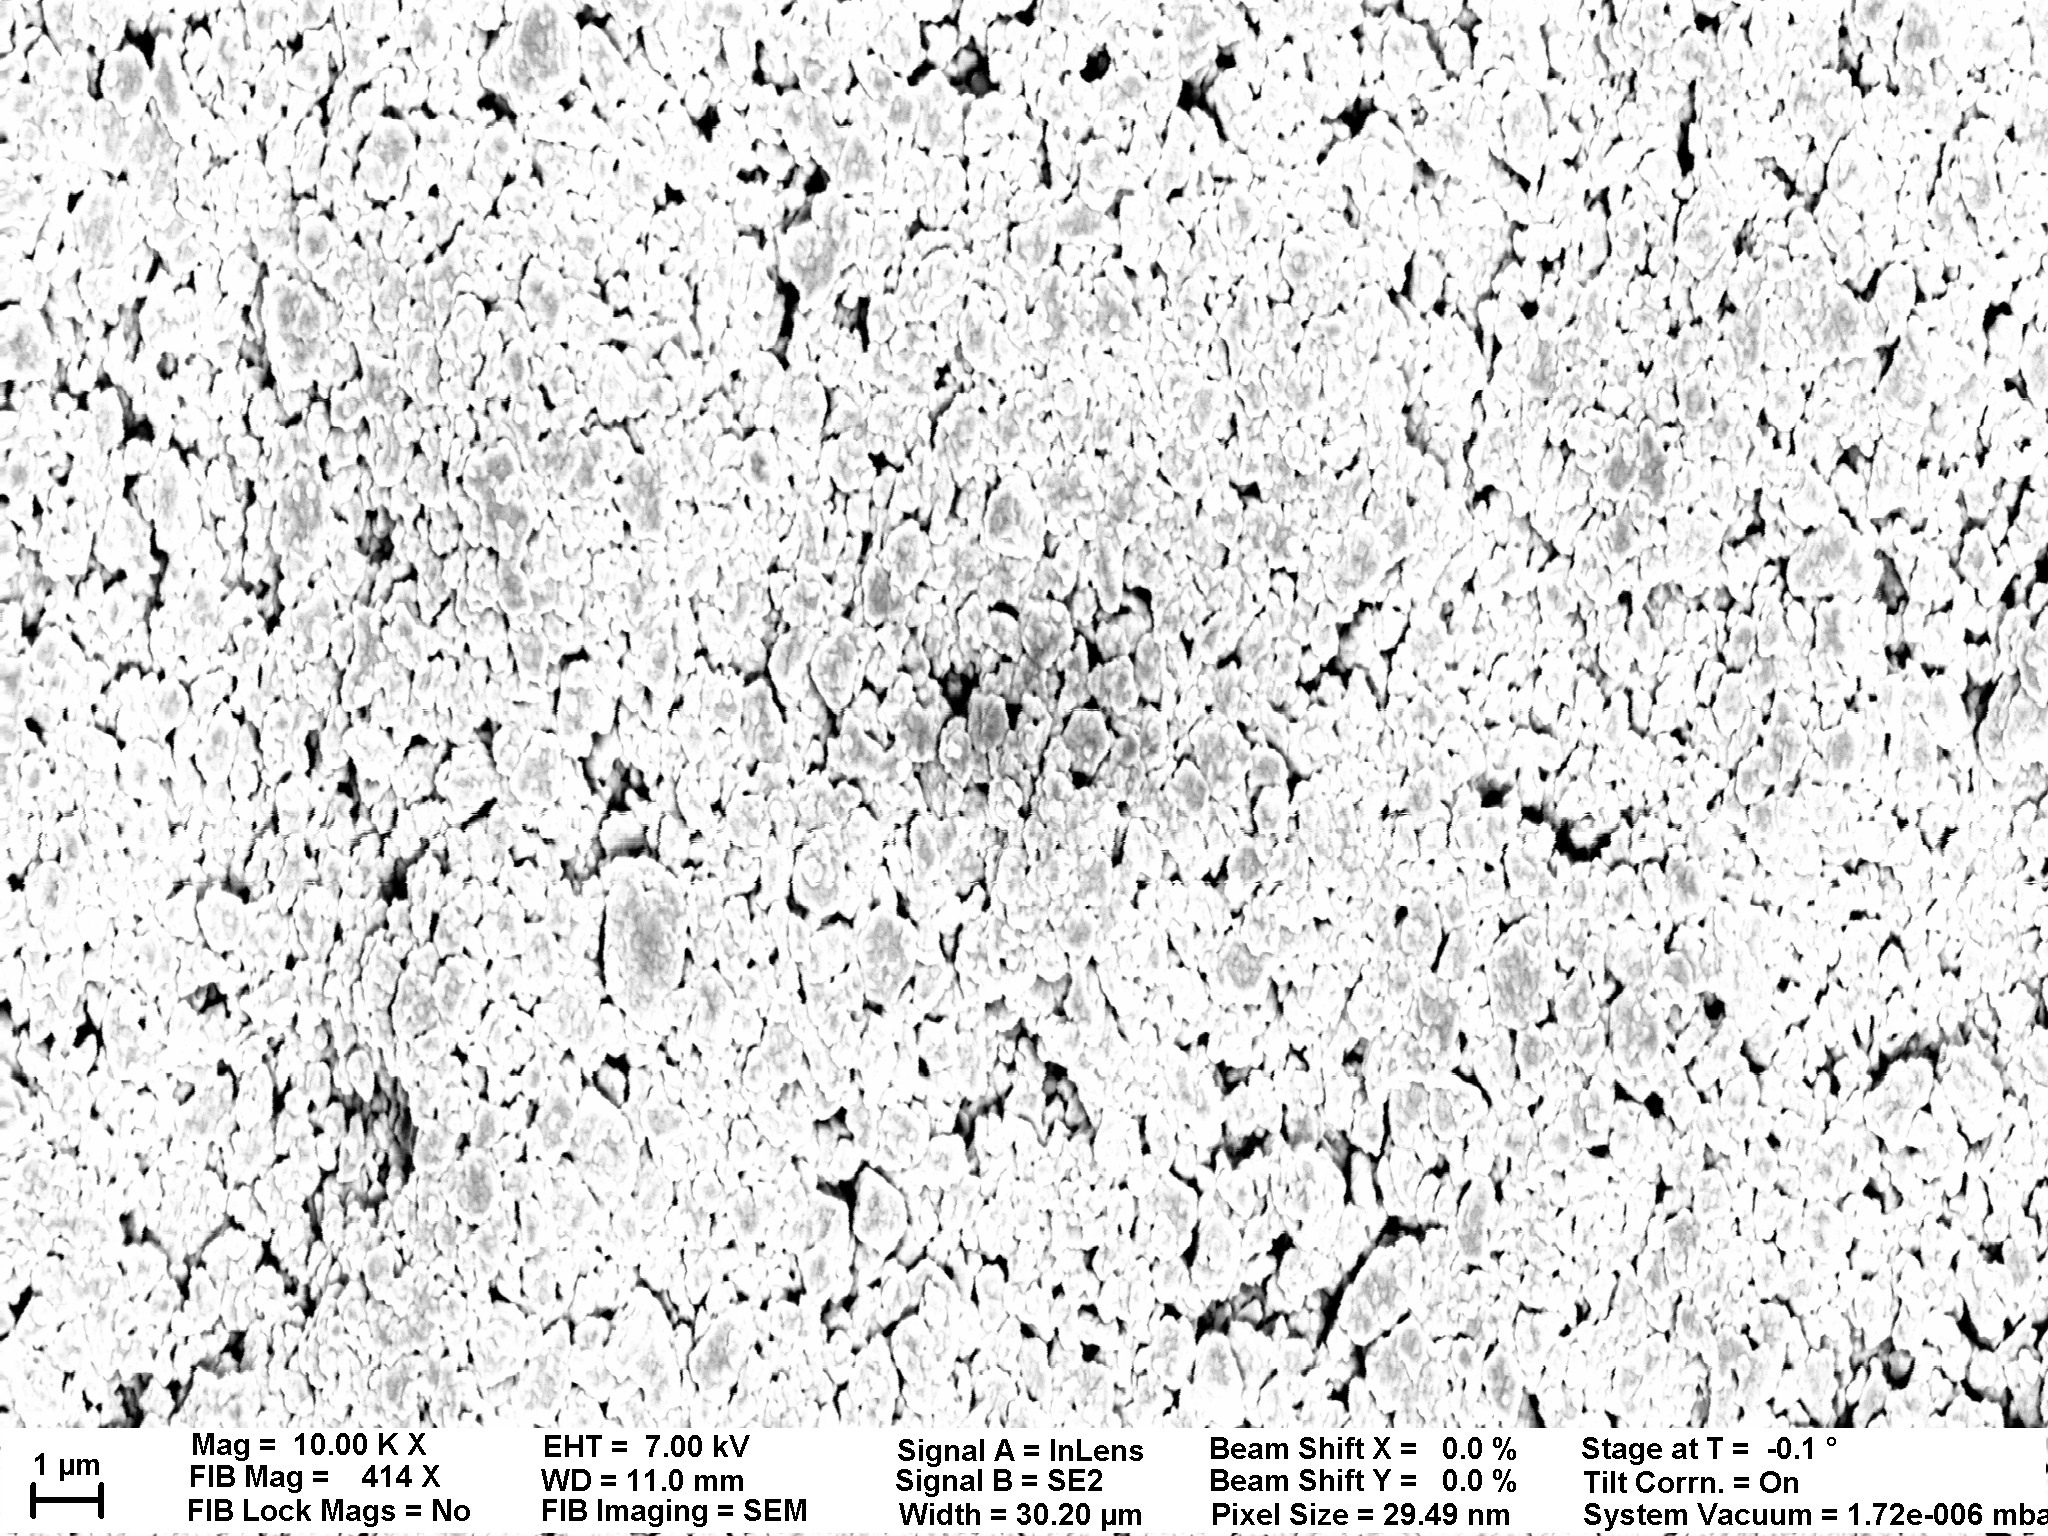 1 µm
Mag = 10.00 K X
FIB Mag = 414 X
FIB Lock Mags = No
EHT = 7.00 kV
WD = 11.0 mm
FIB Imaging = SEM
Signal A = InLens
Signal B = SE2
Width = 30.20 µm
Beam Shift X = 0.0 %
Beam Shift Y = 0.0 %
Pixel Size = 29.49 nm
Stage at T = -0.1 °
Tilt Corrn. = On
System Vacuum = 1.72e-006 mba